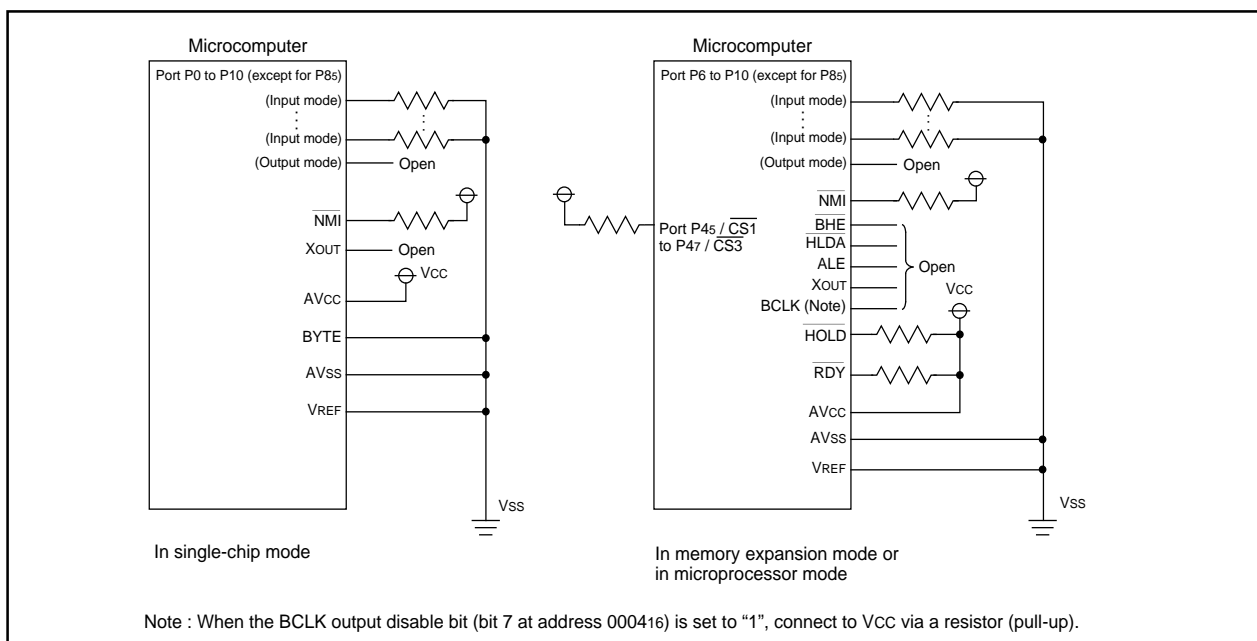 Microcomputer
Port P0 to P10 (except for P85)
(Input mode)
(Input mode)
(Output mode)
Open
NMI
XOUT
Open
VCC
AVCC
BYTE
AVSS
VREF
VSS
In single-chip mode
Microcomputer
Port P6 to P10 (except for P85)
(Input mode)
(Input mode)
(Output mode)
Open
NMI
Port P45 / CS1
to P47 / CS3
BHE
HLDA
ALE
XOUT
BCLK (Note)
Open
VCC
HOLD
RDY
AVCC
AVSS
VREF
VSS
In memory expansion mode or
in microprocessor mode
Note : When the BCLK output disable bit (bit 7 at address 000416) is set to “1”, connect to VCC via a resistor (pull-up).